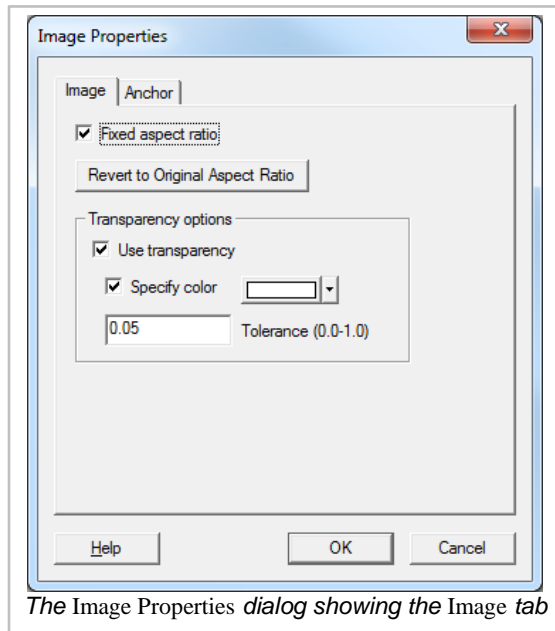 Image Properties
Image Anchor
Fixed aspect ratio
Revert to Original Aspect Ratio
Transparency options
Use transparency
Specify color
0.05 Tolerance (0.0-1.0)
Help OK Cancel
The Image Properties dialog showing the Image tab